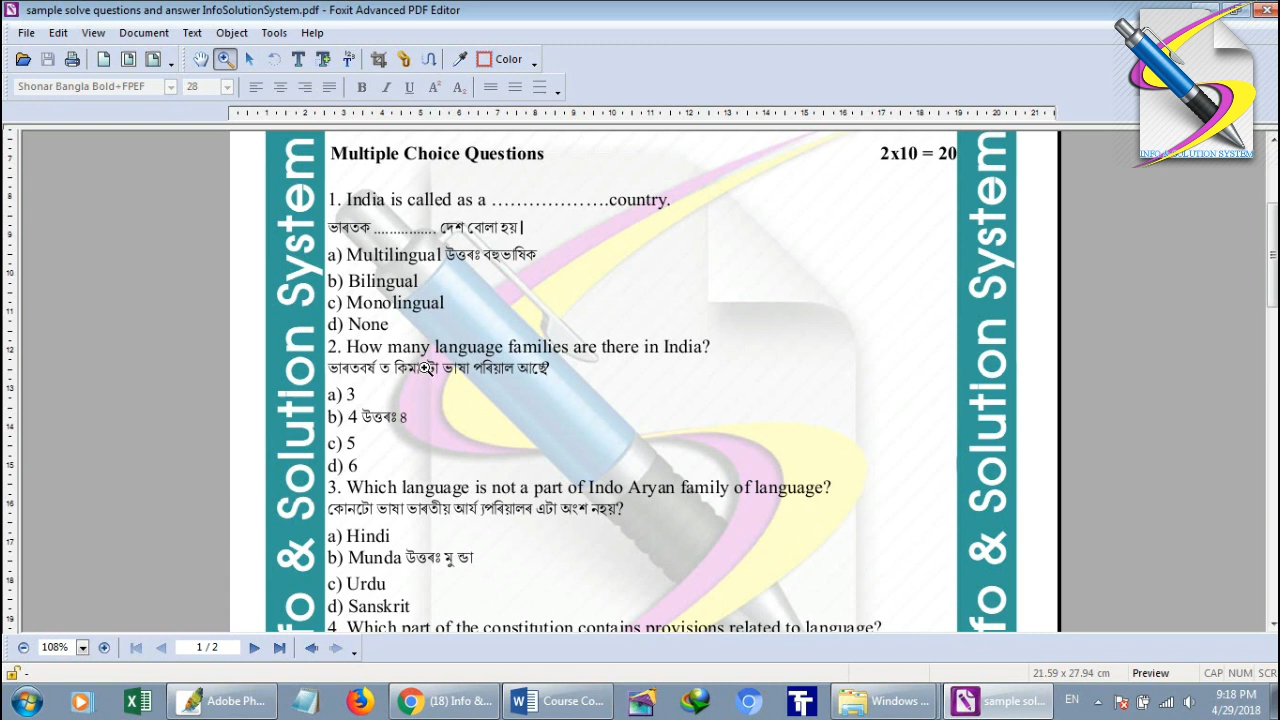 sample solve questions and answer InfoSolutionSystem.pdf - Foxit Advanced PDF Editor
File Edit View Document Text Object Tools Help
Color
Shonar Bangla Bold+FPEF 28
INFO & SOLUTION SYSTEM
Info & Solution System
Multiple Choice Questions 2x10 = 20
1. India is called as a ……………….country.
ভাৰতক ............... দেশ বোলা হয়।
a) Multilingual উত্তৰঃ বহুভাষিক
b) Bilingual
c) Monolingual
d) None
2. How many language families are there in India?
ভাৰতবৰ্ষ ত কিমানটা ভাষা পৰিয়াল আছে?
a) 3
b) 4 উত্তৰঃ ৪
c) 5
d) 6
3. Which language is not a part of Indo Aryan family of language?
কোনটো ভাষা ভাৰতীয় আৰ্য পৰিয়ালৰ এটা অংশ নহয়?
a) Hindi
b) Munda উত্তৰঃ মুন্ডা
c) Urdu
d) Sanskrit
4. Which part of the constitution contains provisions related to language?
fo & Solution System
108% 1 / 2
21.59 x 27.94 cm Preview CAP NUM SCR
Adobe Ph... (18) Info &... Course Co... Windows ... sample sol... EN
9:18 PM
4/29/2018